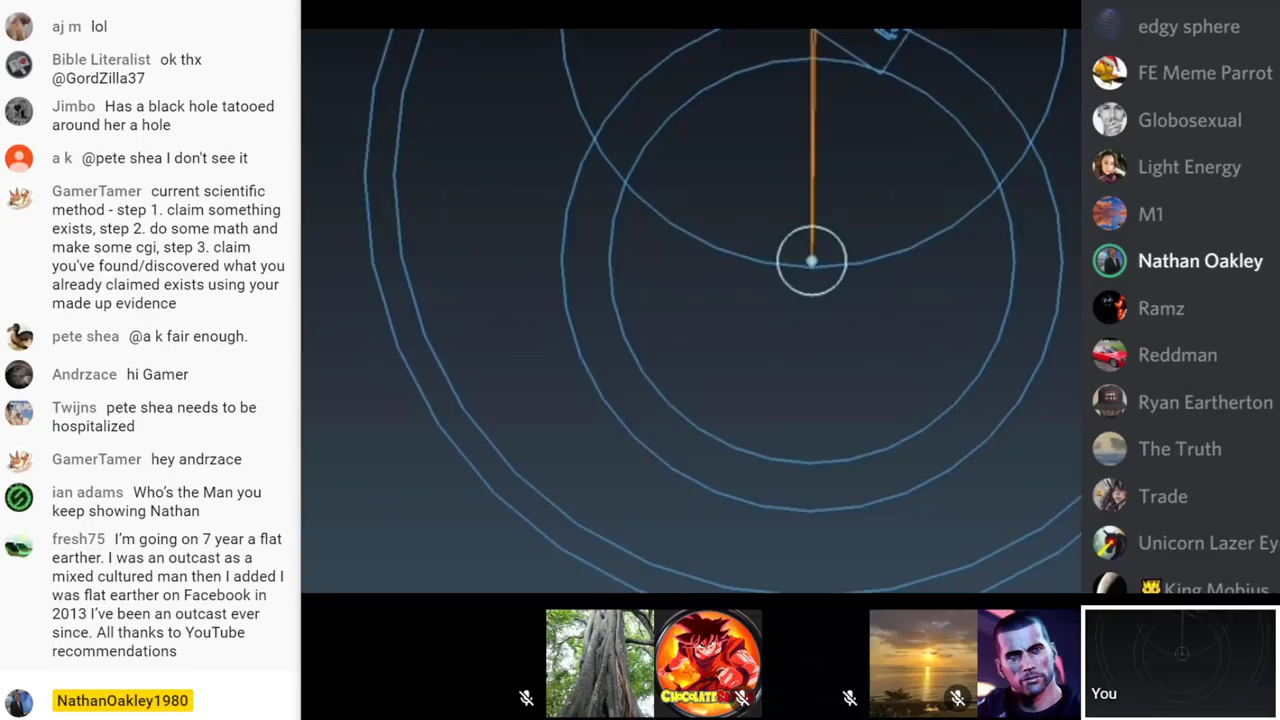 aj m lol
Bible Literalist ok thx
@GordZilla37
Jimbo Has a black hole tatooed
around her a hole
a k @pete shea I don't see it
GamerTamer current scientific
method - step 1. claim something
exists, step 2. do some math and
make some cgi, step 3. claim
you've found/discovered what you
already claimed exists using your
made up evidence
pete shea @a k fair enough.
Andrzace hi Gamer
Twijns pete shea needs to be
hospitalized
GamerTamer hey andrzace
ian adams Who's the Man you
keep showing Nathan
fresh75 I'm going on 7 year a flat
earther. I was an outcast as a
mixed cultured man then I added I
was flat earther on Facebook in
2013 I've been an outcast ever
since. All thanks to YouTube
recommendations
NathanOakley1980
edgy sphere
FE Meme Parrot
Globosexual
Light Energy
M1
Nathan Oakley
Ramz
Reddman
Ryan Eartherton
The Truth
Trade
Unicorn Lazer Ey
King Mobius
You